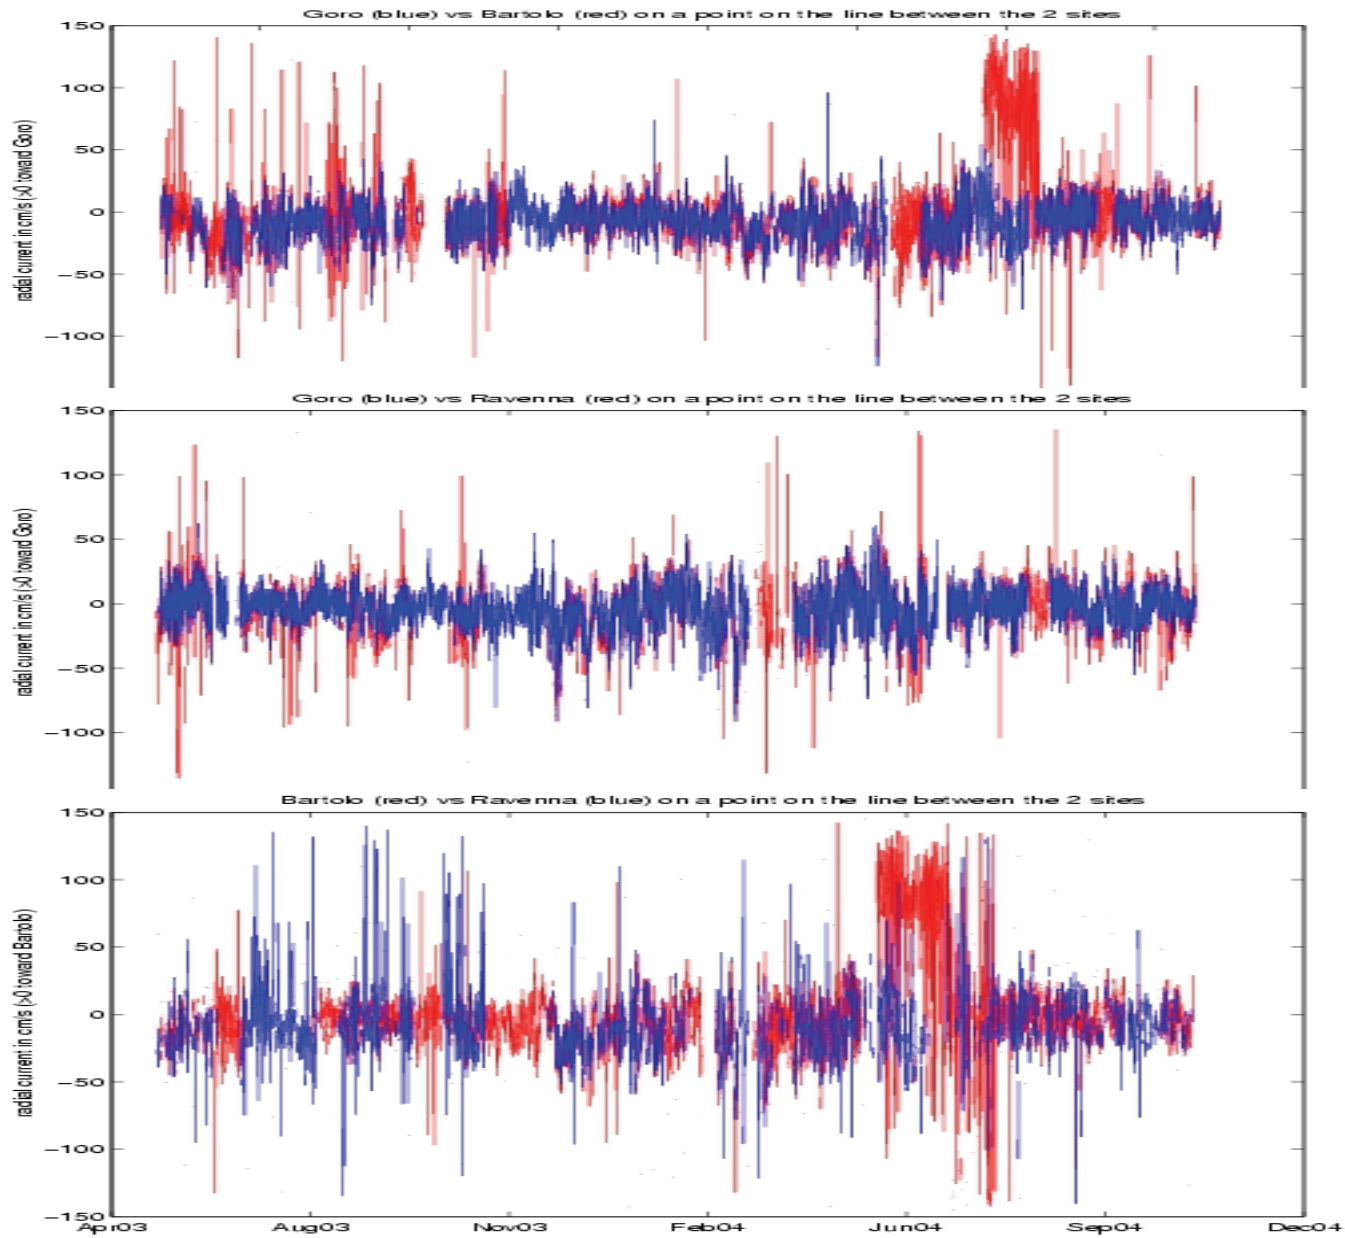 Goro (blue) vs Bartolo (red) on a point on the line between the 2 sites
150
100
50
0
−50
−100
radial current in cm/s (>0 toward Goro)
Goro (blue) vs Ravenna (red) on a point on the line between the 2 sites
150
100
50
0
−50
−100
radial current in cm/s (>0 toward Goro)
Bartolo (red) vs Ravenna (blue) on a point on the line between the 2 sites
150
100
50
0
−50
−100
−150
radial current in cm/s (>0 toward Bartolo)
Apr03 Aug03 Nov03 Feb04 Jun04 Sep04 Dec04